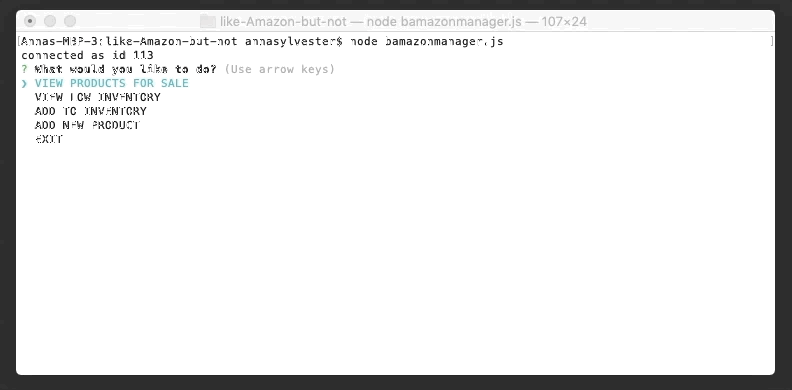 like-Amazon-but-not — node bamazonmanager.js — 107×24
[Annas-MBP-3:like-Amazon-but-not annasylvester$ node bamazonmanager.js ]
connected as id 113
? What would you like to do? (Use arrow keys)
❯ VIEW PRODUCTS FOR SALE
VIEW LOW INVENTORY
ADD TO INVENTORY
ADD NEW PRODUCT
EXIT